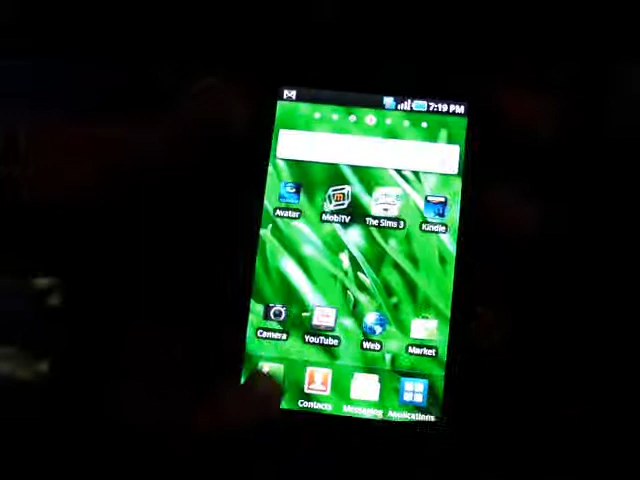 7:19 PM
Avatar MobiTV The Sims 3 Kindle
Camera YouTube Web Market
Contacts Messaging Applications